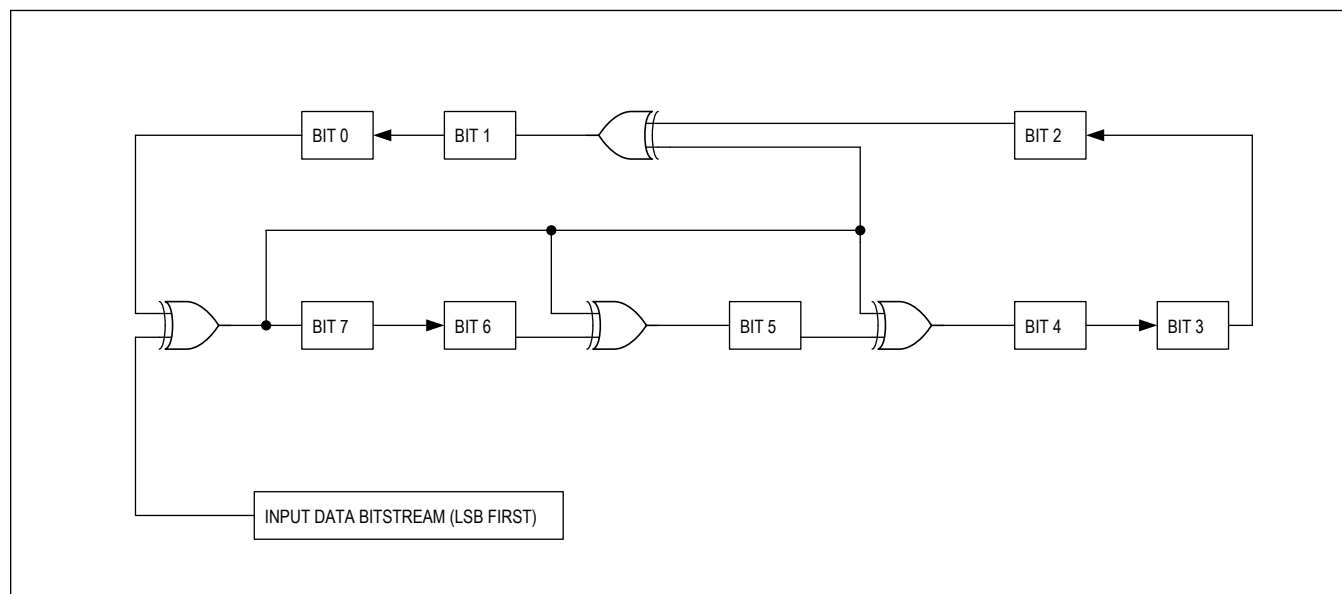 BIT 0
BIT 1
BIT 2
BIT 7
BIT 6
BIT 5
BIT 4
BIT 3
INPUT DATA BITSTREAM (LSB FIRST)